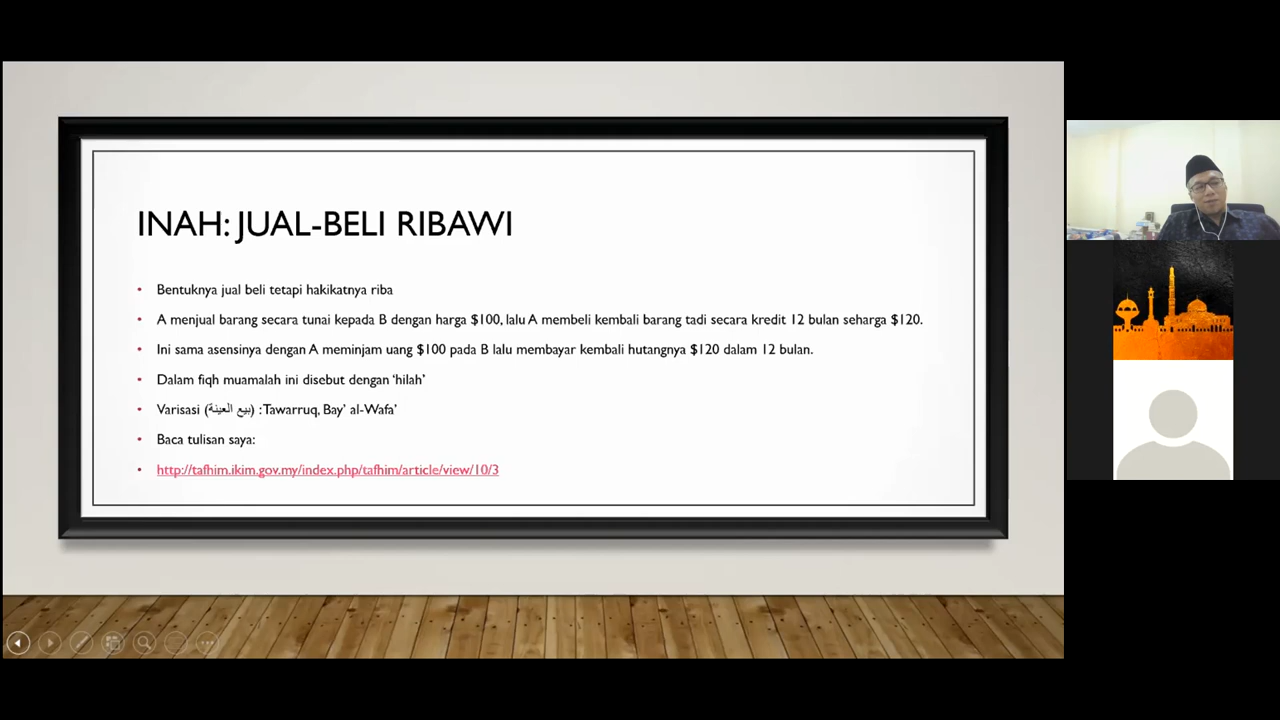 INAH: JUAL-BELI RIBAWI
• Bentuknya jual beli tetapi hakikatnya riba
• A menjual barang secara tunai kepada B dengan harga $100, lalu A membeli kembali barang tadi secara kredit 12 bulan seharga $120.
• Ini sama asensinya dengan A meminjam uang $100 pada B lalu membayar kembali hutangnya $120 dalam 12 bulan.
• Dalam fiqh muamalah ini disebut dengan ‘hilah’
• Varisasi (بيع العينة) :Tawarruq, Bay’ al-Wafa’
• Baca tulisan saya:
• http://tafhim.ikim.gov.my/index.php/tafhim/article/view/10/3